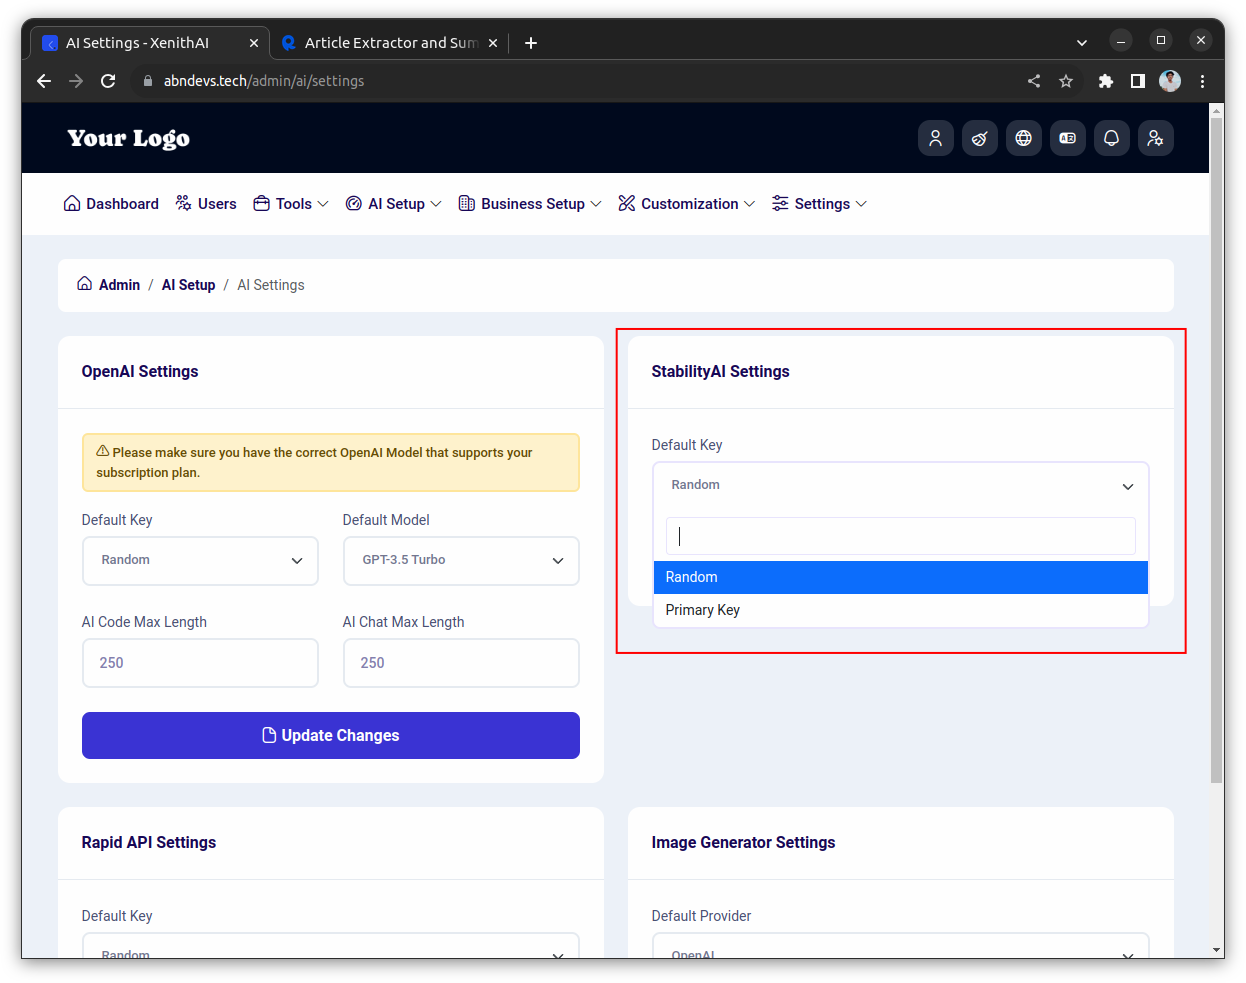 AI Settings - XenithAI
Article Extractor and Sum
abndevs.tech/admin/ai/settings
Your Logo
Dashboard Users Tools AI Setup Business Setup Customization Settings
Admin / AI Setup / AI Settings
OpenAI Settings
Please make sure you have the correct OpenAI Model that supports your
subscription plan.
Default Key Default Model
Random GPT-3.5 Turbo
AI Code Max Length AI Chat Max Length
250 250
Update Changes
StabilityAI Settings
Default Key
Random
Random
Primary Key
Rapid API Settings
Default Key
Random
Image Generator Settings
Default Provider
OpenAI